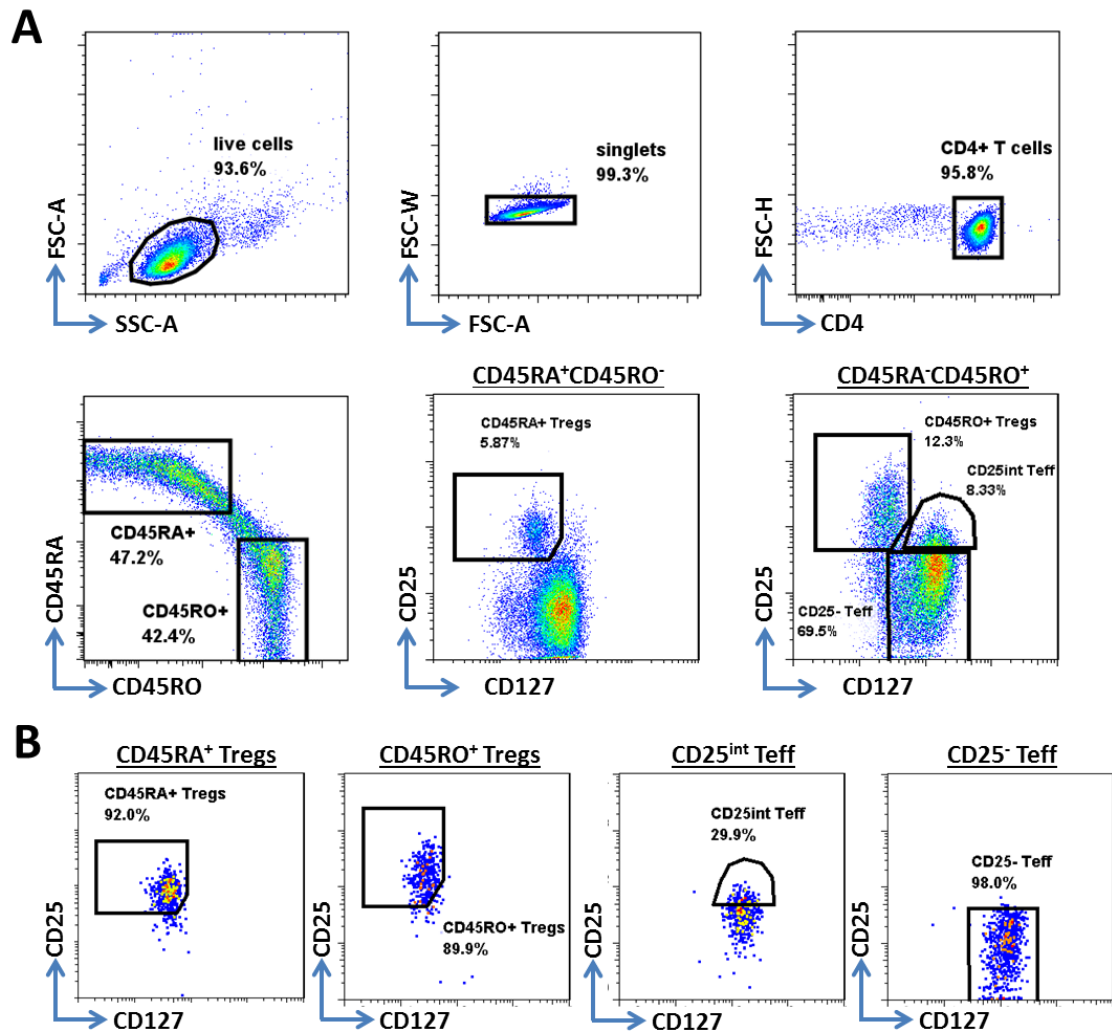 A
live cells
93.6%
FSC-A
SSC-A
singlets
99.3%
FSC-W
FSC-A
CD4+ T cells
95.8%
FSC-H
CD4
CD45RA+
47.2%
CD45RO+
42.4%
CD45RA
CD45RO
CD45RA⁺CD45RO⁻
CD45RA+ Tregs
5.87%
CD25
CD127
CD45RA⁻CD45RO⁺
CD45RO+ Tregs
12.3%
CD25int Teff
8.33%
CD25- Teff
69.5%
CD25
CD127
B
CD45RA⁺ Tregs
CD45RA+ Tregs
92.0%
CD25
CD127
CD45RO⁺ Tregs
CD45RO+ Tregs
89.9%
CD25
CD127
CD25ⁱⁿᵗ Teff
CD25int Teff
29.9%
CD25
CD127
CD25⁻ Teff
CD25- Teff
98.0%
CD25
CD127